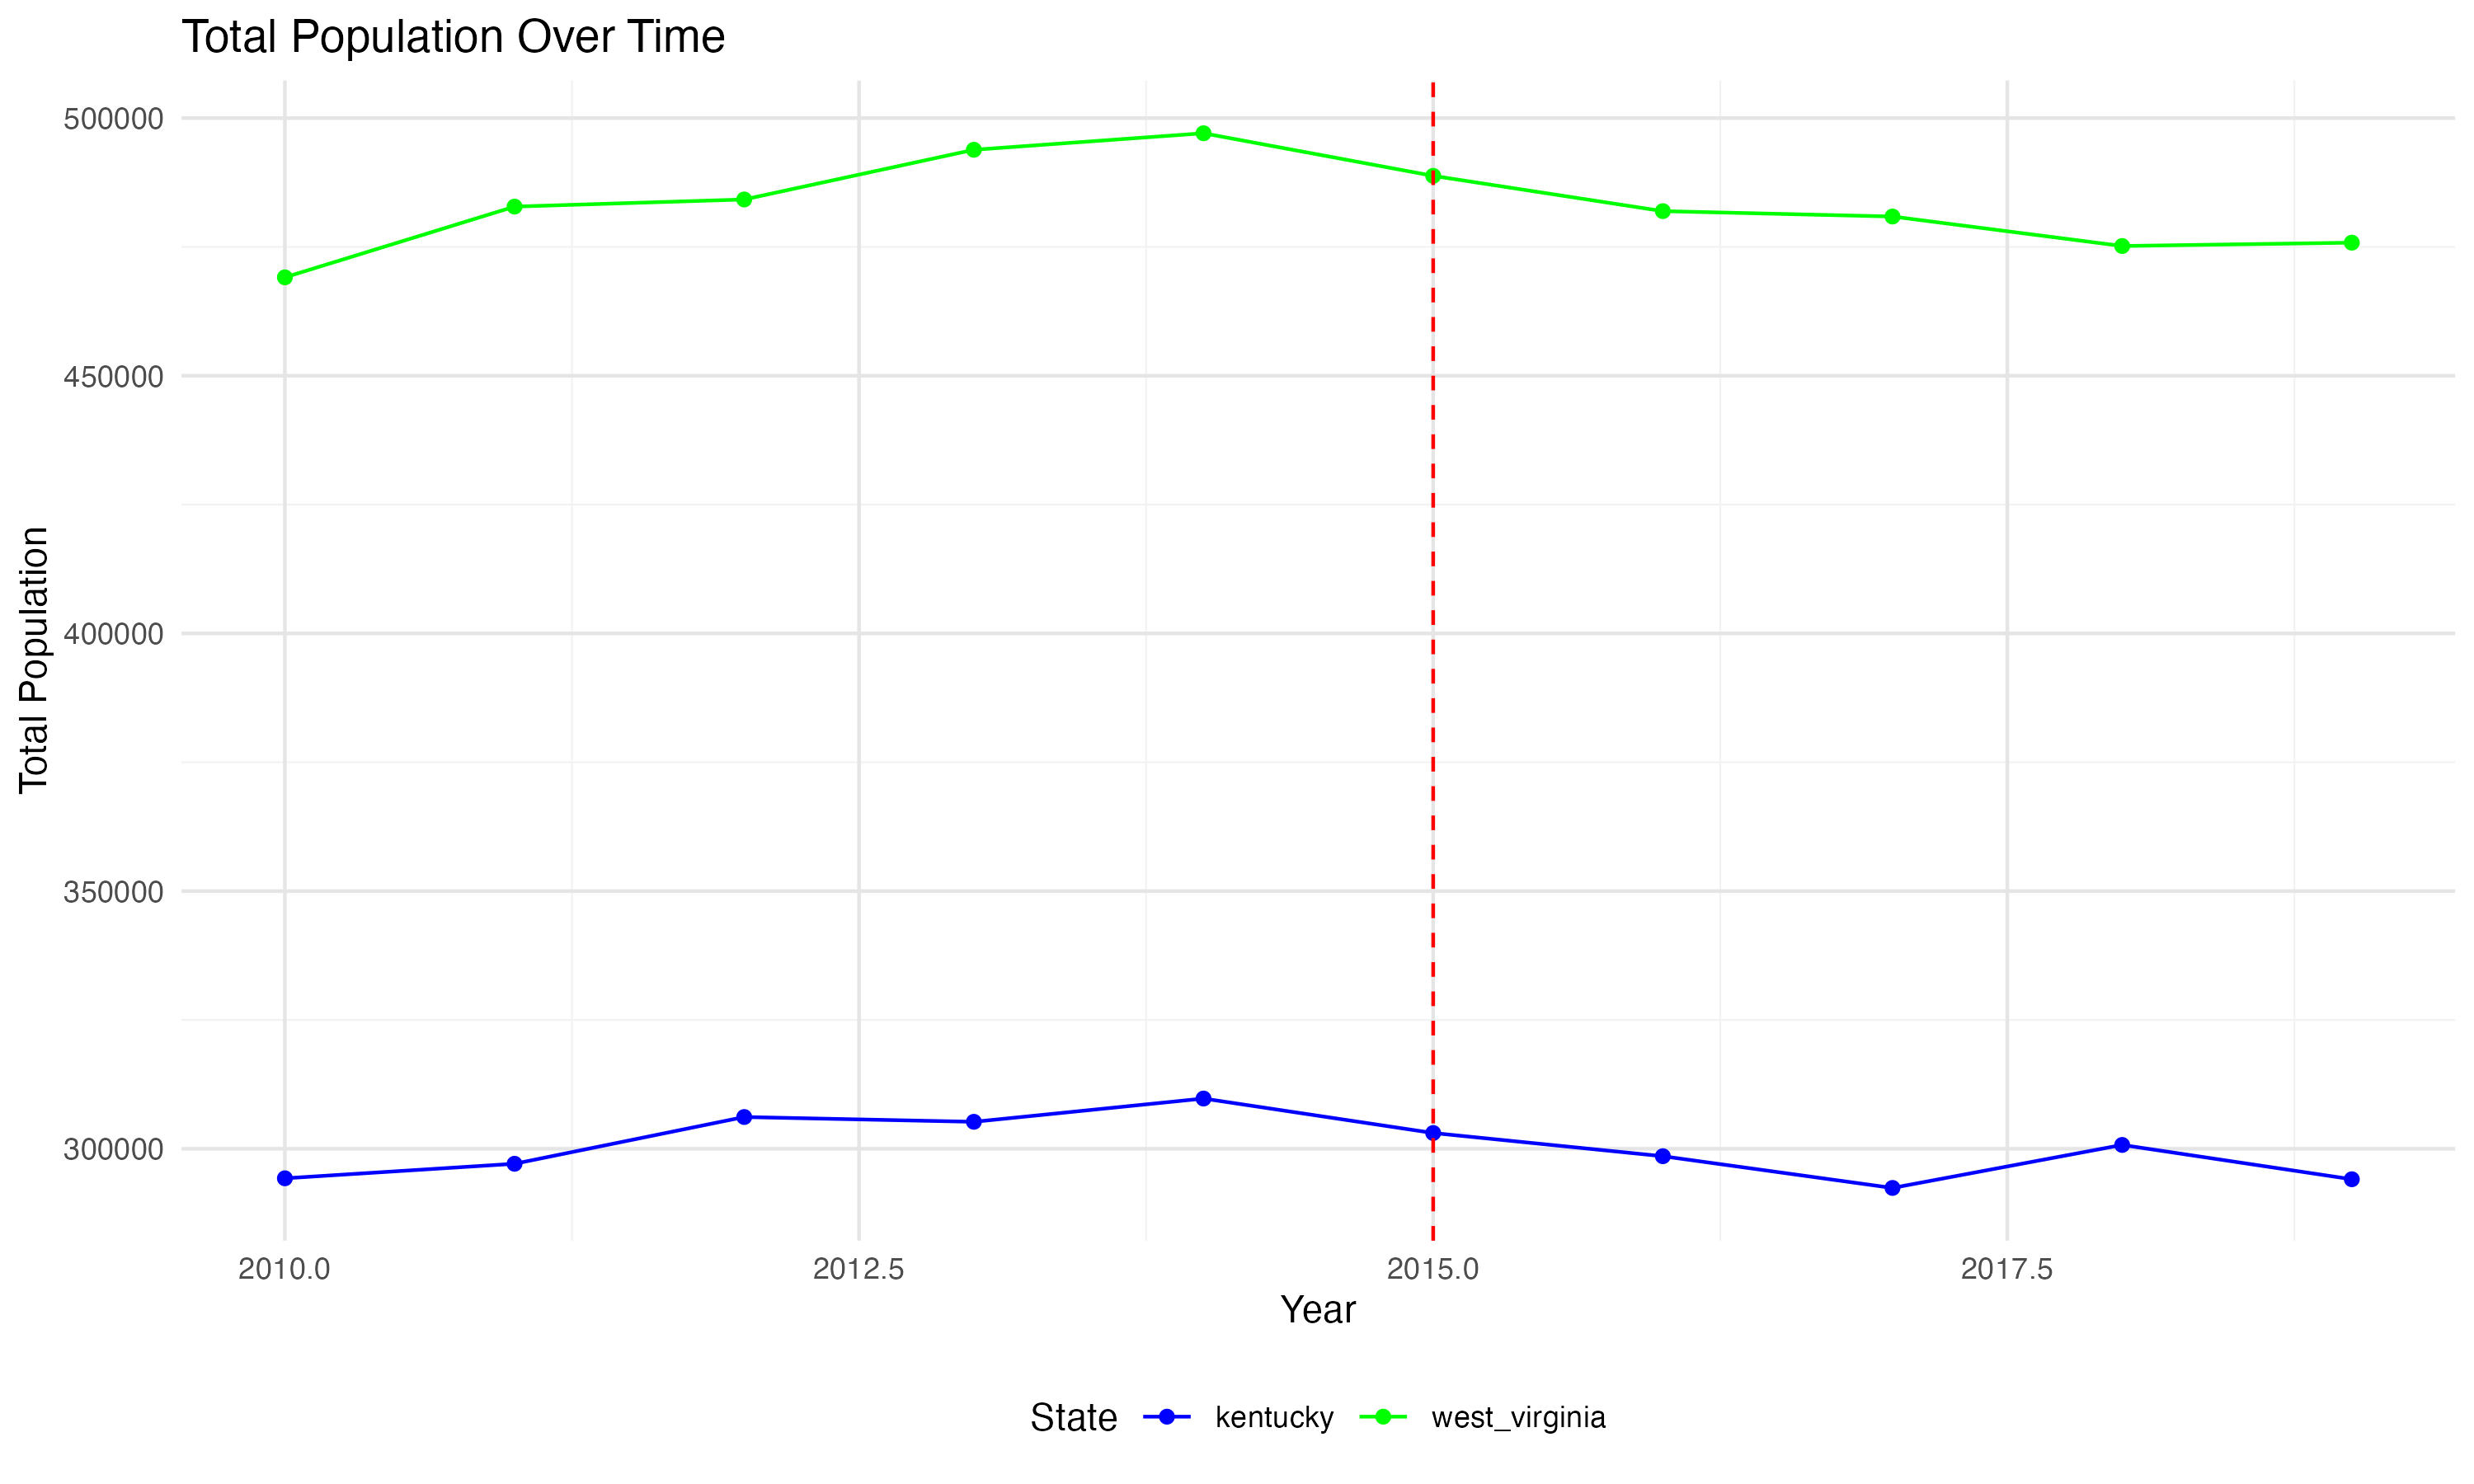 Total Population Over Time
Total Population
500000
450000
400000
350000
300000
2010.0 2012.5 2015.0 2017.5
Year
State kentucky west_virginia